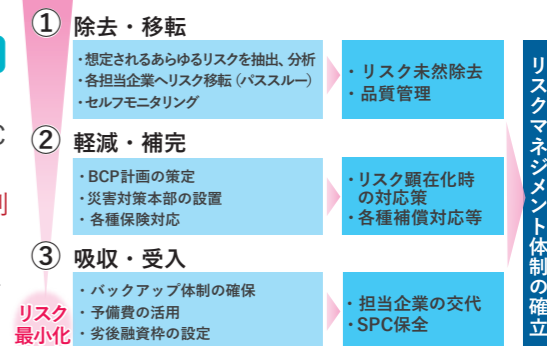 ① 除去・移転
・想定されるあらゆるリスクを抽出、分析
・各担当企業へリスク移転（パススルー）
・セルフモニタリング
・リスク未然除去
・品質管理
② 軽減・補完
・BCP計画の策定
・災害対策本部の設置
・各種保険対応
・リスク顕在化時
の対応策
・各種補償対応等
③ 吸収・受入
・バックアップ体制の確保
・予備費の活用
・劣後融資枠の設定
・担当企業の交代
・SPC保全
リスク
最小化
リスクマネジメント体制の確立